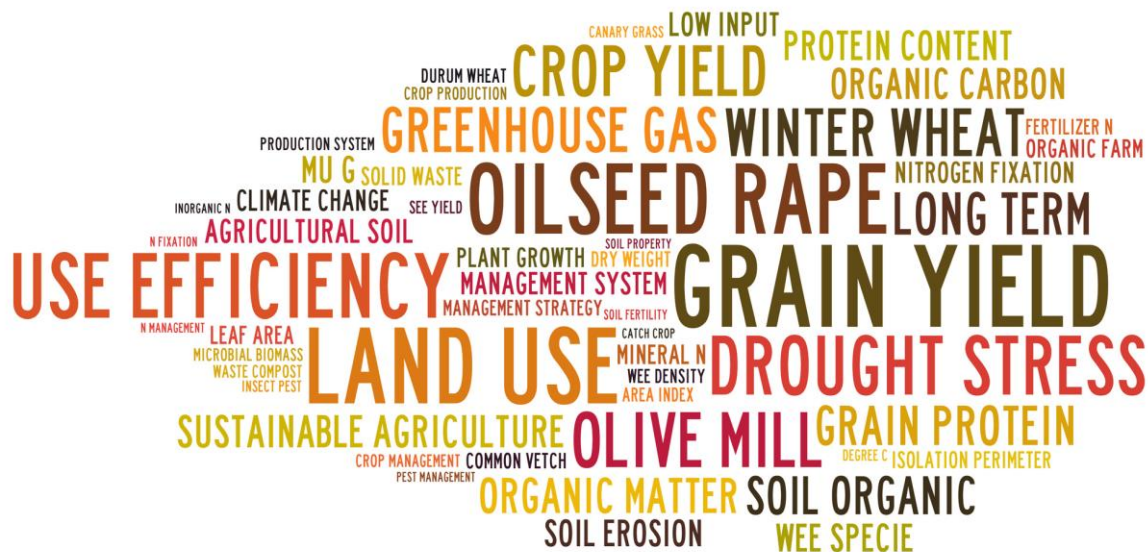 CANARY GRASS
LOW INPUT
PROTEIN CONTENT
DURUM WHEAT
CROP YIELD
ORGANIC CARBON
CROP PRODUCTION
PRODUCTION SYSTEM
GREENHOUSE GAS
WINTER WHEAT
FERTILIZER N
ORGANIC FARM
MU G
SOLID WASTE
OILSEED RAPE
NITROGEN FIXATION
INORGANIC N
CLIMATE CHANGE
SEE YIELD
LONG TERM
N FIXATION
AGRICULTURAL SOIL
SOIL PROPERTY
USE EFFICIENCY
PLANT GROWTH
DRY WEIGHT
GRAIN YIELD
MANAGEMENT SYSTEM
MANAGEMENT STRATEGY
SOIL FERTILITY
N MANAGEMENT
LEAF AREA
LAND USE
CATCH CROP
MINERAL N
DROUGHT STRESS
MICROBIAL BIOMASS
WASTE COMPOST
WEE DENSITY
INSECT PEST
AREA INDEX
SUSTAINABLE AGRICULTURE
OLIVE MILL
GRAIN PROTEIN
CROP MANAGEMENT
COMMON VETCH
DEGREE C
ISOLATION PERIMETER
PEST MANAGEMENT
ORGANIC MATTER
SOIL ORGANIC
SOIL EROSION
WEE SPECIE